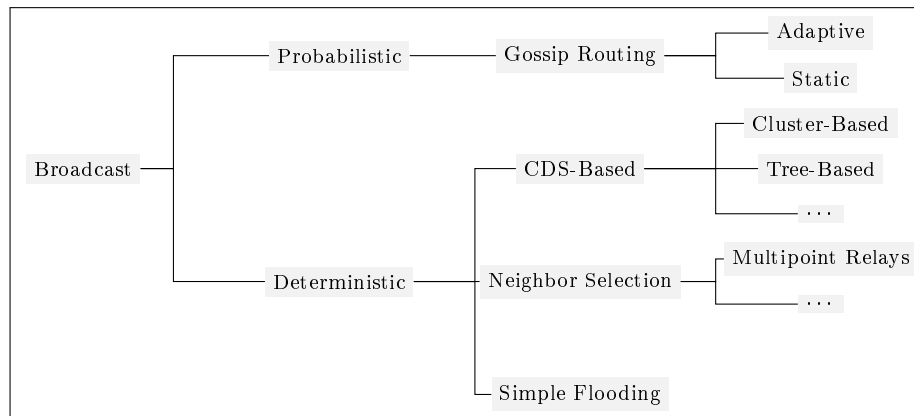 Adaptive
Probabilistic
Gossip Routing
Static
Cluster-Based
Broadcast
CDS-Based
Tree-Based
...
Multipoint Relays
Deterministic
Neighbor Selection
...
Simple Flooding